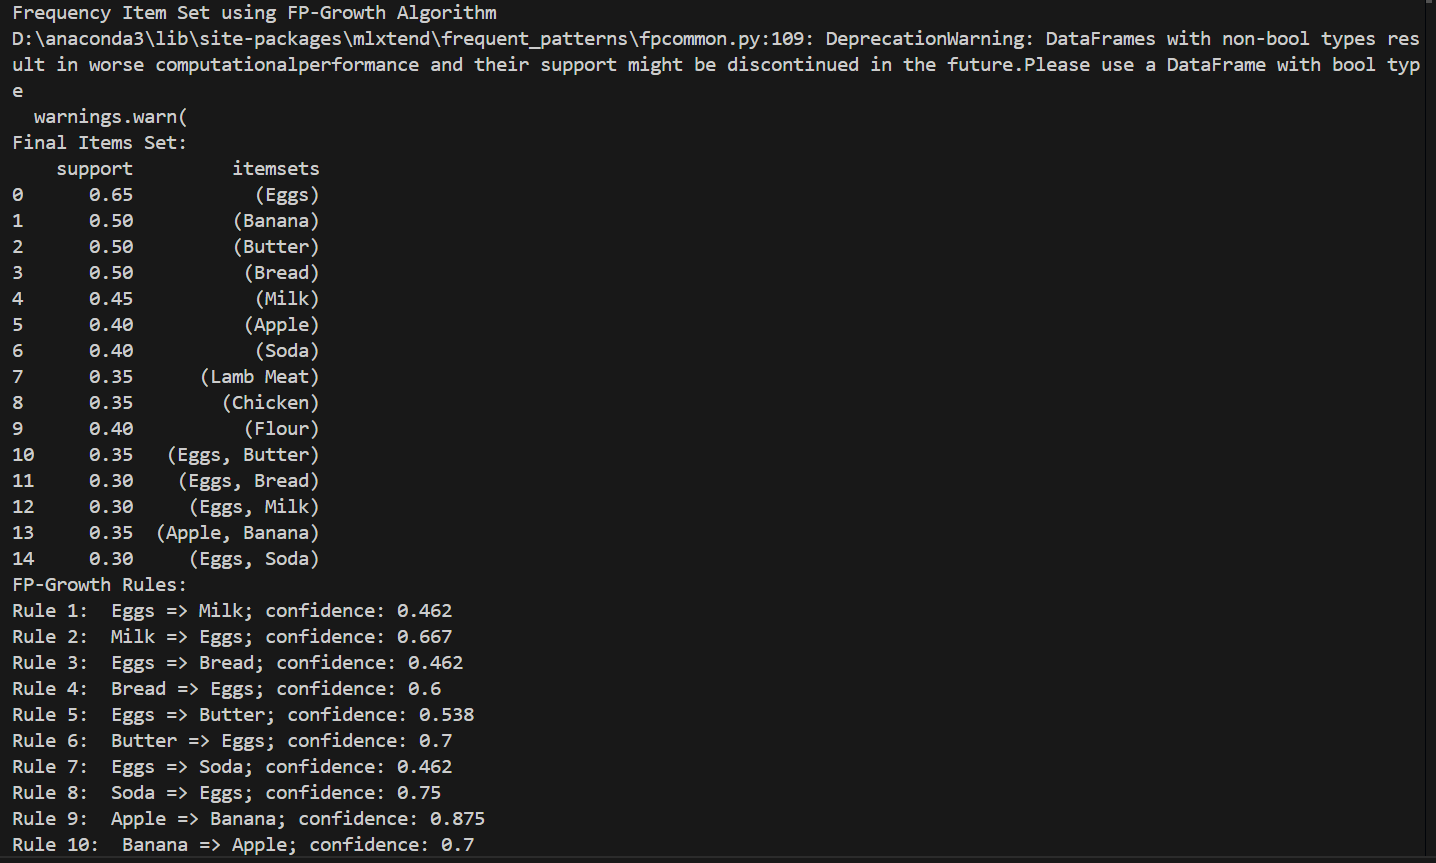 Frequency Item Set using FP-Growth Algorithm
D:\anaconda3\lib\site-packages\mlxtend\frequent_patterns\fpcommon.py:109: DeprecationWarning: DataFrames with non-bool types res
ult in worse computationalperformance and their support might be discontinued in the future.Please use a DataFrame with bool typ
e
  warnings.warn(
Final Items Set:
    support         itemsets
0      0.65           (Eggs)
1      0.50         (Banana)
2      0.50         (Butter)
3      0.50          (Bread)
4      0.45           (Milk)
5      0.40          (Apple)
6      0.40           (Soda)
7      0.35      (Lamb Meat)
8      0.35        (Chicken)
9      0.40          (Flour)
10     0.35   (Eggs, Butter)
11     0.30    (Eggs, Bread)
12     0.30     (Eggs, Milk)
13     0.35  (Apple, Banana)
14     0.30     (Eggs, Soda)
FP-Growth Rules:
Rule 1:  Eggs => Milk; confidence: 0.462
Rule 2:  Milk => Eggs; confidence: 0.667
Rule 3:  Eggs => Bread; confidence: 0.462
Rule 4:  Bread => Eggs; confidence: 0.6
Rule 5:  Eggs => Butter; confidence: 0.538
Rule 6:  Butter => Eggs; confidence: 0.7
Rule 7:  Eggs => Soda; confidence: 0.462
Rule 8:  Soda => Eggs; confidence: 0.75
Rule 9:  Apple => Banana; confidence: 0.875
Rule 10:  Banana => Apple; confidence: 0.7